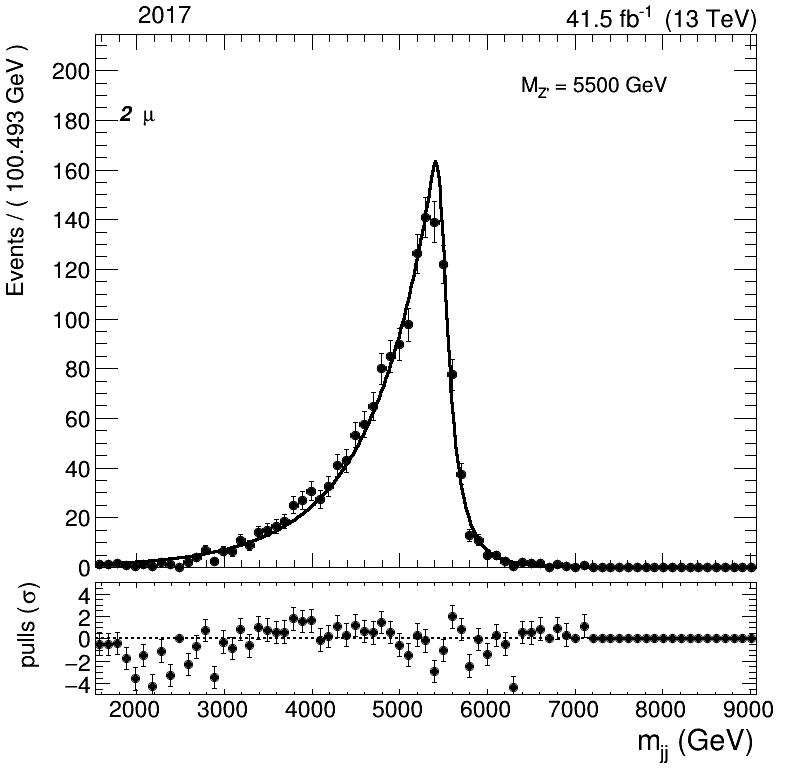 2017 41.5 fb-1 (13 TeV)
Events / ( 100.493 GeV )
200
180
160
140
120
100
80
60
40
20
0
2 μ
MZ' = 5500 GeV
pulls (σ)
4
2
0
−2
−4
2000 3000 4000 5000 6000 7000 8000 9000
mjj (GeV)